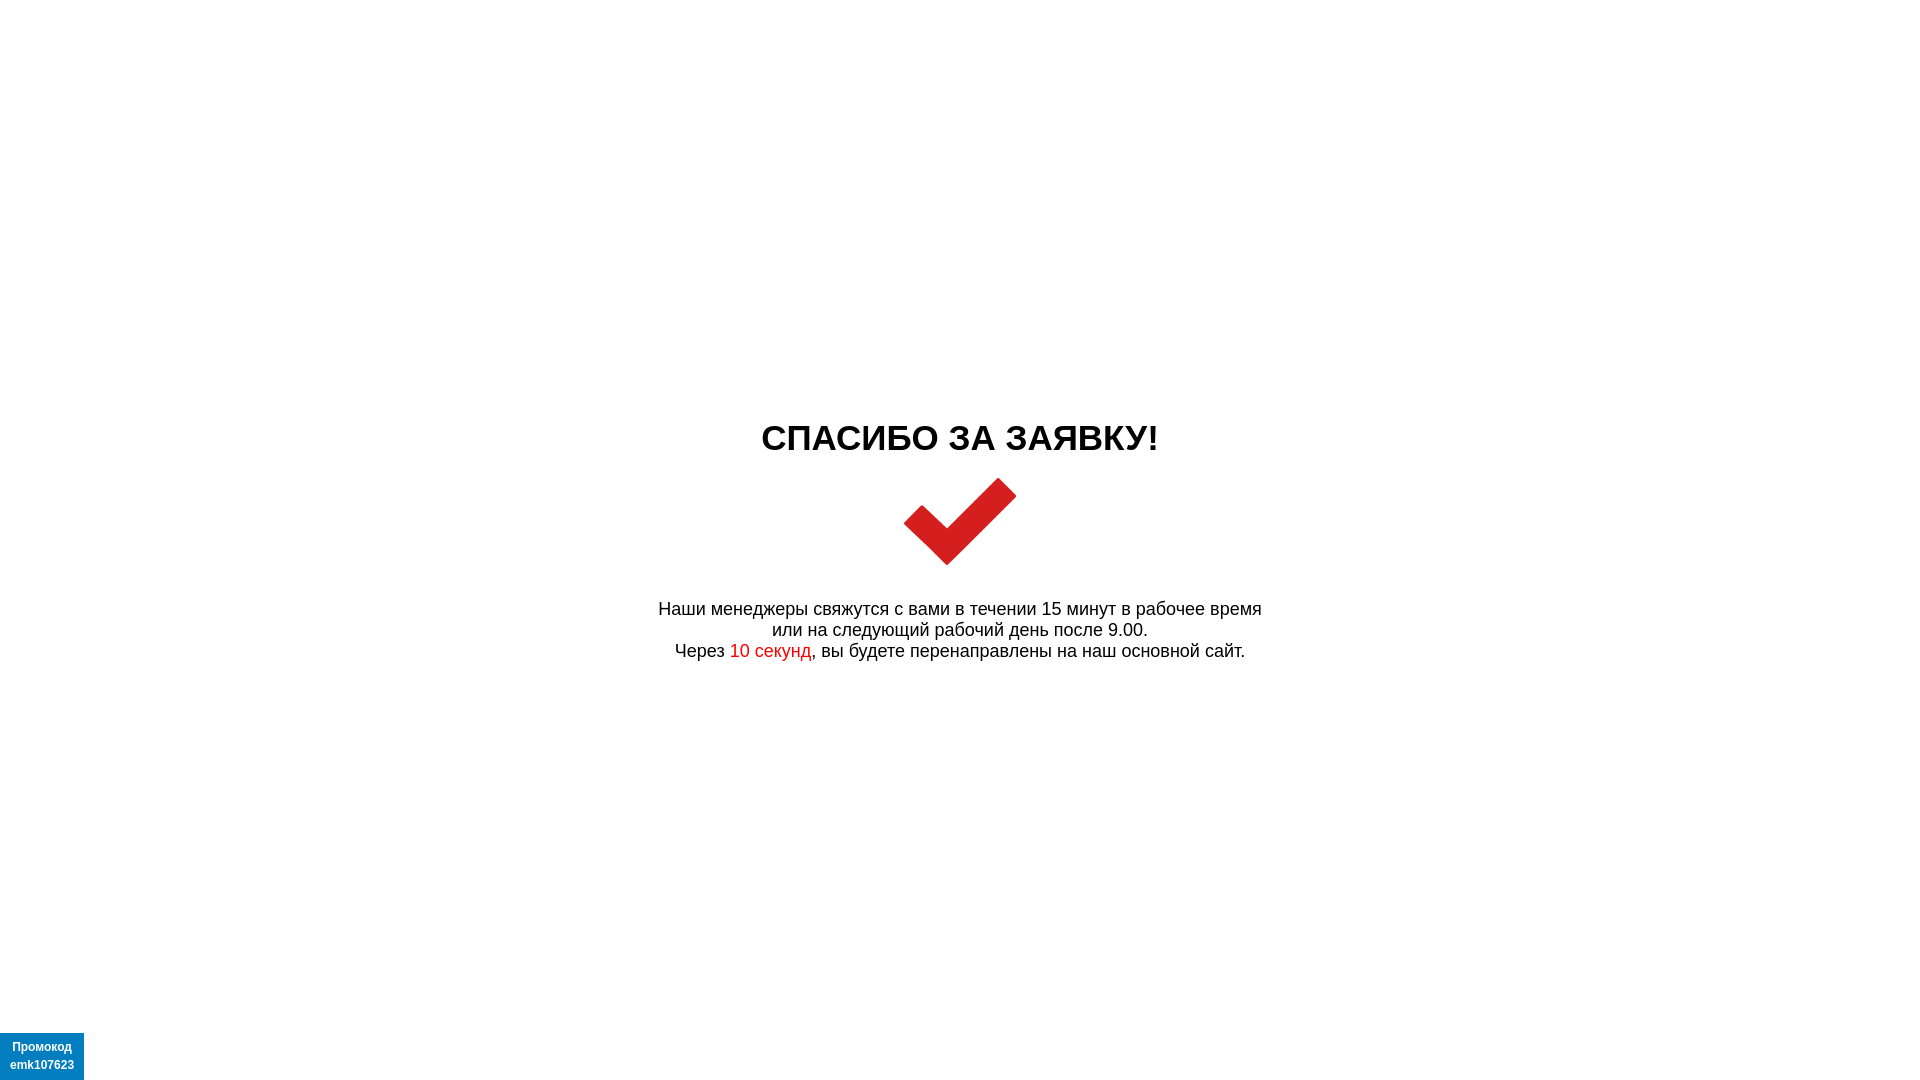 СПАСИБО ЗА ЗАЯВКУ!
Наши менеджеры свяжутся с вами в течении 15 минут в рабочее время
или на следующий рабочий день после 9.00.
Через 10 секунд, вы будете перенаправлены на наш основной сайт.
Промокод
emk107623